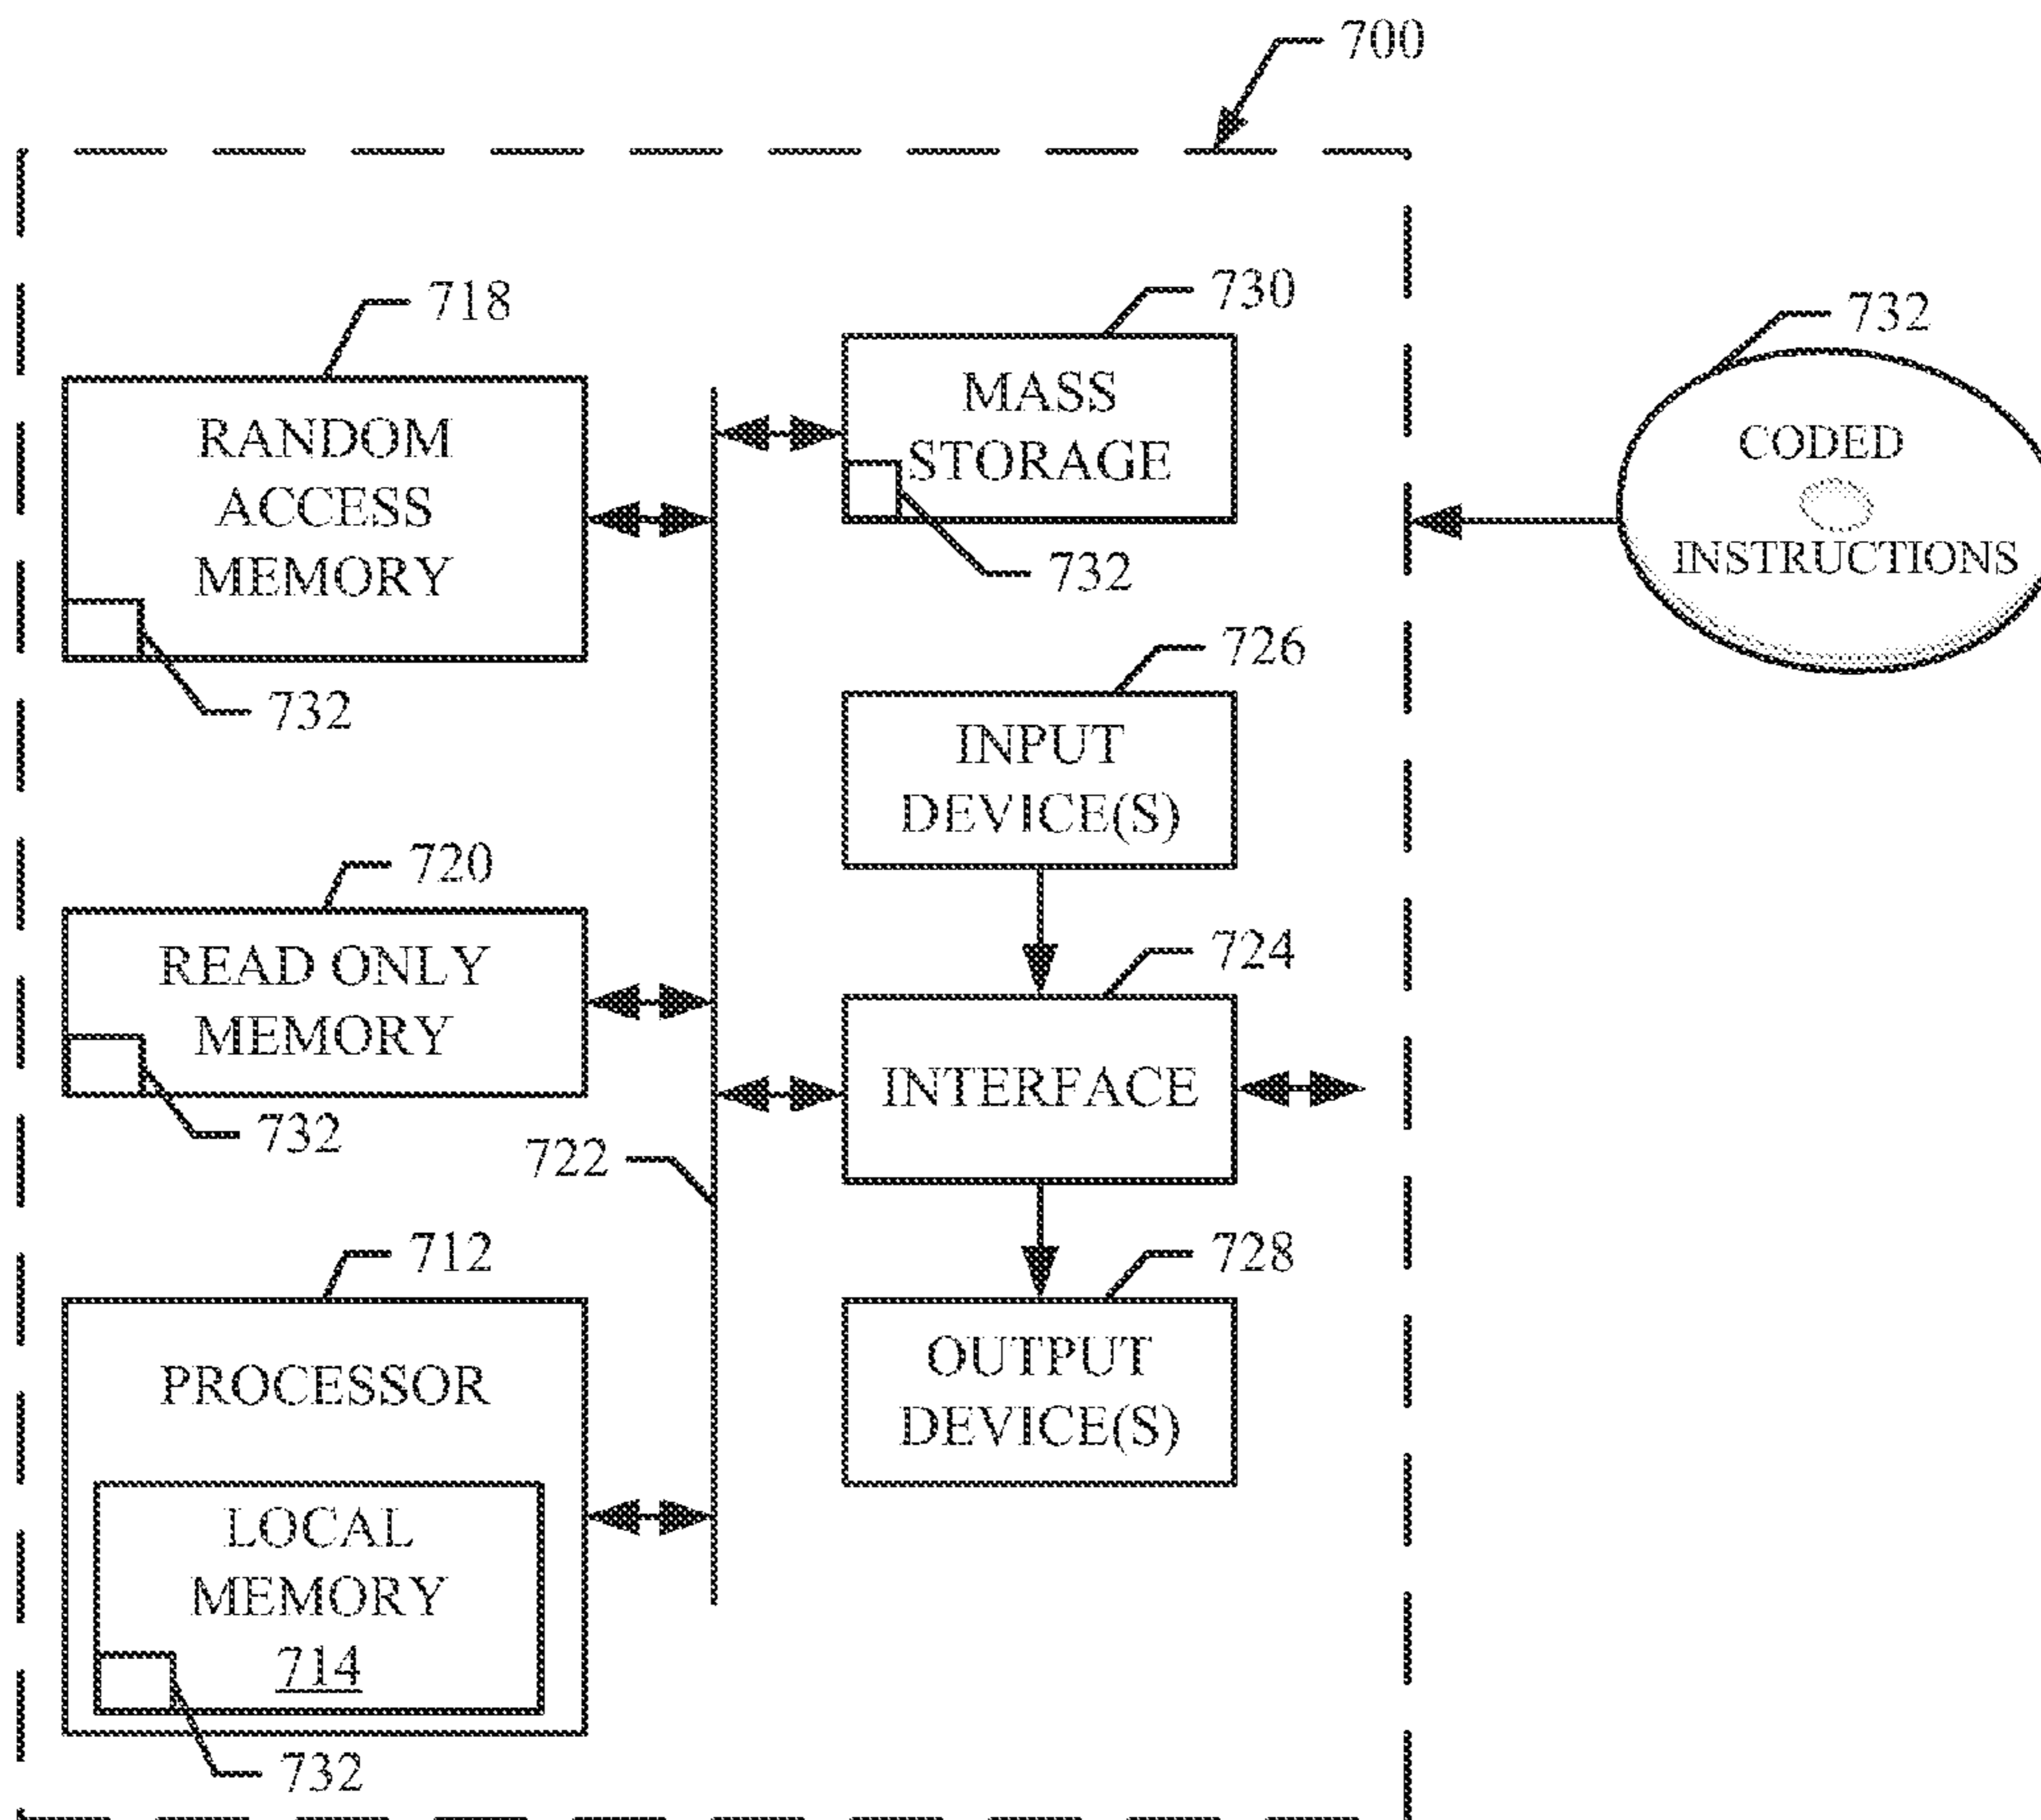 700
718
RANDOM
ACCESS
MEMORY
732
730
MASS
STORAGE
732
732
CODED
INSTRUCTIONS
726
INPUT
DEVICE(S)
720
READ ONLY
MEMORY
732
724
INTERFACE
722
712
PROCESSOR
LOCAL
MEMORY
714
732
728
OUTPUT
DEVICE(S)